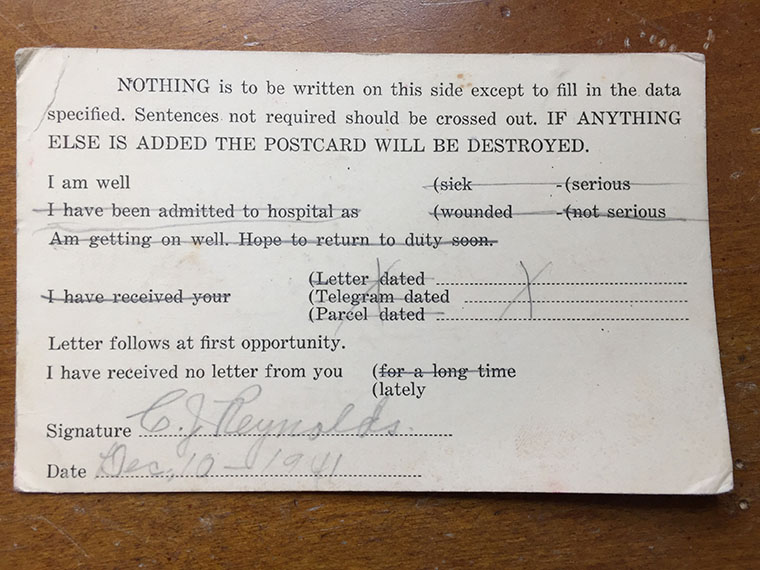 NOTHING is to be written on this side except to fill in the data
specified. Sentences not required should be crossed out. IF ANYTHING
ELSE IS ADDED THE POSTCARD WILL BE DESTROYED.
I am well (sick -(serious
I have been admitted to hospital as (wounded -(not serious
Am getting on well. Hope to return to duty soon.
(Letter dated
I have received your (Telegram dated
(Parcel dated
Letter follows at first opportunity.
I have received no letter from you (for a long time
(lately
Signature C. J. Reynolds.
Date Dec. 10 - 1941